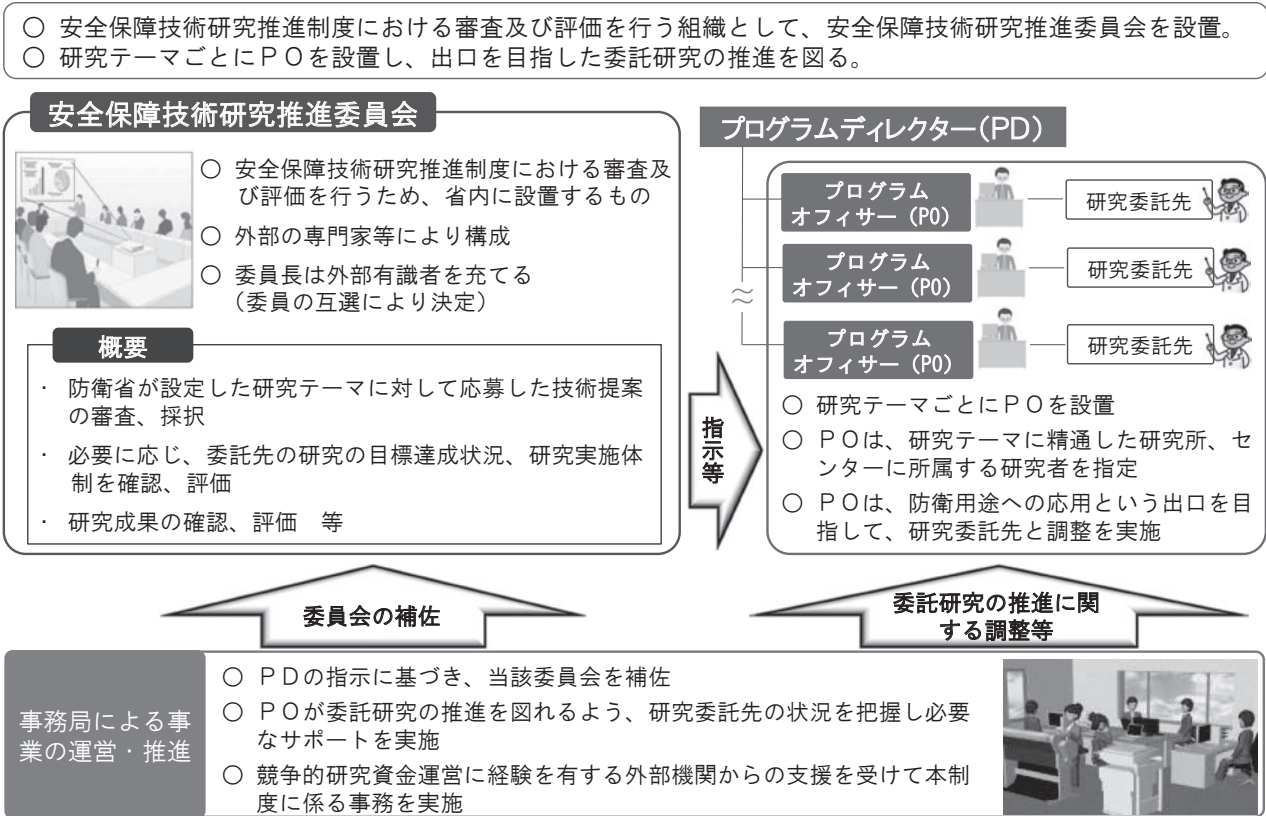 ○ 安全保障技術研究推進制度における審査及び評価を行う組織として、安全保障技術研究推進委員会を設置。
○ 研究テーマごとにPOを設置し、出口を目指した委託研究の推進を図る。
安全保障技術研究推進委員会
○ 安全保障技術研究推進制度における審査及
び評価を行うため、省内に設置するもの
○ 外部の専門家等により構成
○ 委員長は外部有識者を充てる
（委員の互選により決定）
概要
・ 防衛省が設定した研究テーマに対して応募した技術提案
の審査、採択
・ 必要に応じ、委託先の研究の目標達成状況、研究実施体
制を確認、評価
・ 研究成果の確認、評価　等
指示等
プログラムディレクター(PD)
プログラム
オフィサー（PO）
研究委託先
プログラム
オフィサー（PO）
研究委託先
≈
プログラム
オフィサー（PO）
研究委託先
○ 研究テーマごとにPOを設置
○ POは、研究テーマに精通した研究所、セ
ンターに所属する研究者を指定
○ POは、防衛用途への応用という出口を目
指して、研究委託先と調整を実施
委員会の補佐
委託研究の推進に関
する調整等
事務局による事
業の運営・推進
○ PDの指示に基づき、当該委員会を補佐
○ POが委託研究の推進を図れるよう、研究委託先の状況を把握し必要
なサポートを実施
○ 競争的研究資金運営に経験を有する外部機関からの支援を受けて本制
度に係る事務を実施